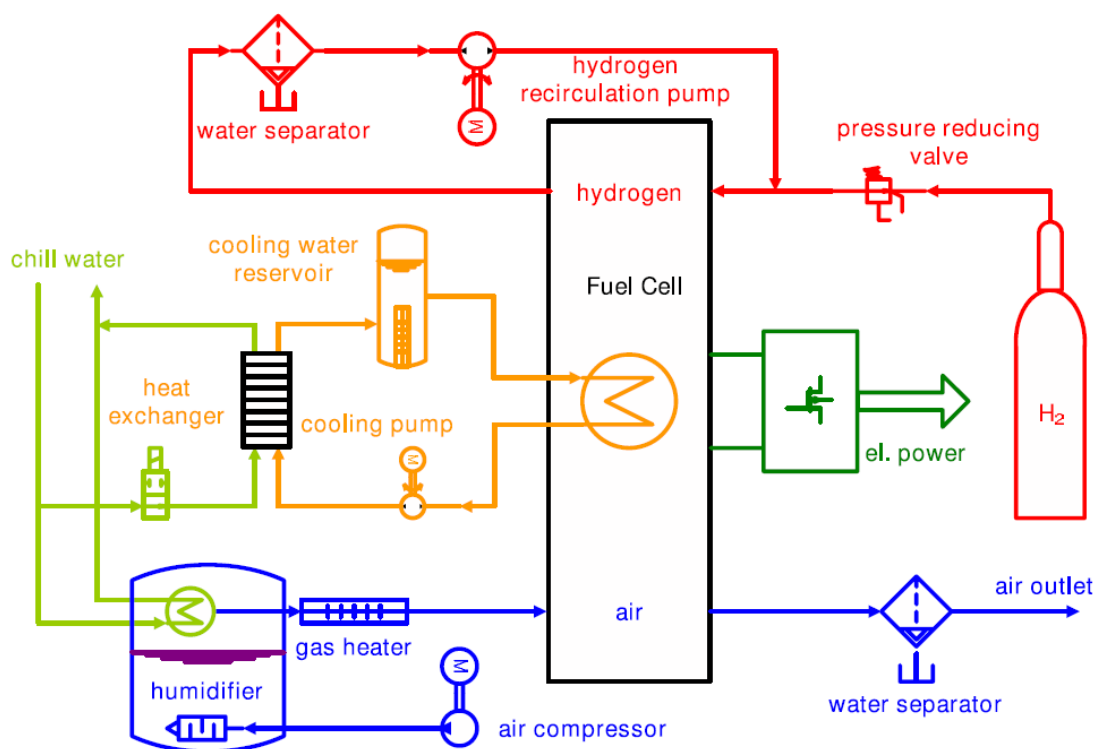 hydrogen
recirculation pump
water separator
M
pressure reducing
valve
hydrogen
cooling water
reservoir
chill water
Fuel Cell
heat
exchanger
cooling pump
M
H2
el. power
air outlet
air
gas heater
M
humidifier
air compressor
water separator